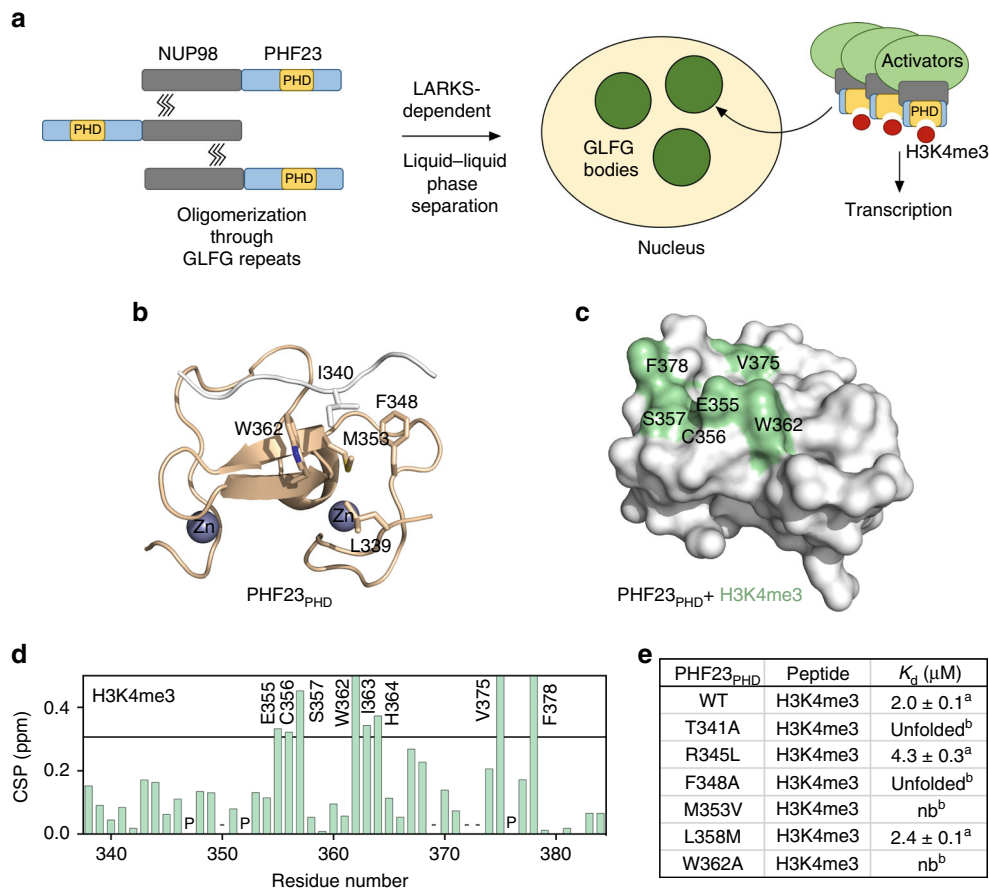 a
NUP98 PHF23
PHD
PHD
PHD
Oligomerization
through
GLFG repeats
LARKS-
dependent
Liquid–liquid
phase
separation
GLFG
bodies
Nucleus
Activators
PHD
H3K4me3
Transcription
b
I340
F348
W362
M353
Zn
Zn
L339
PHF23PHD
c
F378
V375
E355
S357
C356
W362
PHF23PHD+ H3K4me3
d
H3K4me3
E355
C356
S357
W362
I363
H364
V375
F378
CSP (ppm)
0.4
0.2
0.0
P - P - - - P
340 350 360 370 380
Residue number
e
PHF23PHD Peptide Kd (μM)
WT H3K4me3 2.0 ± 0.1a
T341A H3K4me3 Unfoldedb
R345L H3K4me3 4.3 ± 0.3a
F348A H3K4me3 Unfoldedb
M353V H3K4me3 nbb
L358M H3K4me3 2.4 ± 0.1a
W362A H3K4me3 nbb